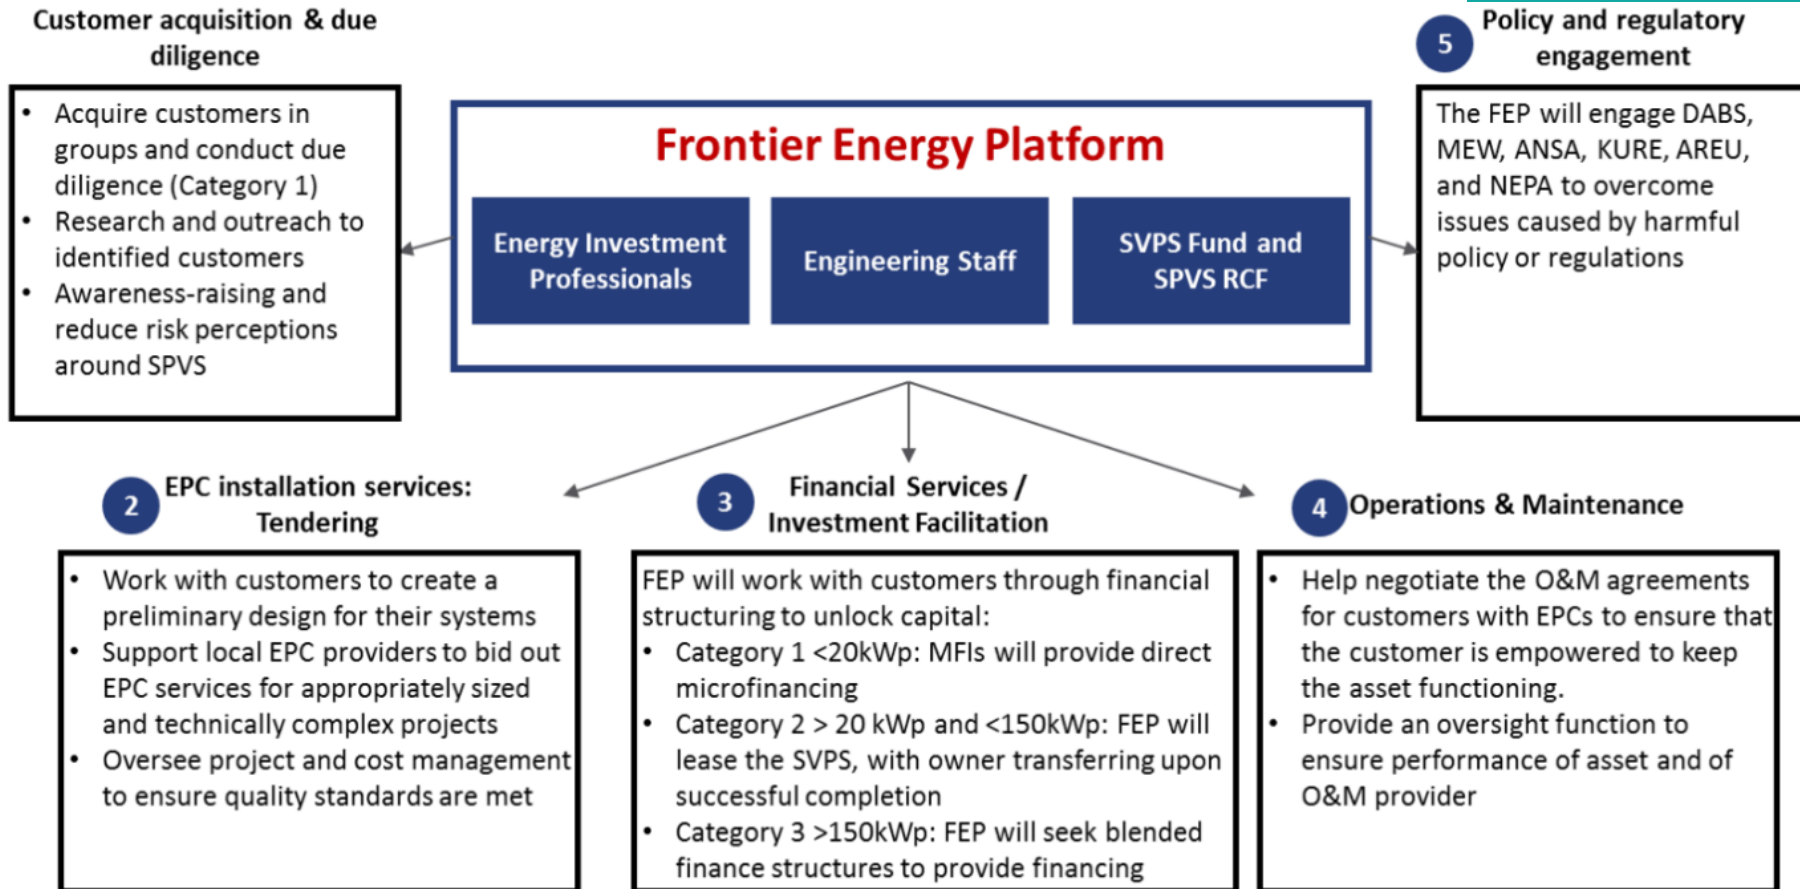 Customer acquisition & due
diligence
• Acquire customers in
groups and conduct due
diligence (Category 1)
• Research and outreach to
identified customers
• Awareness-raising and
reduce risk perceptions
around SPVS
Frontier Energy Platform
Energy Investment
Professionals
Engineering Staff
SVPS Fund and
SPVS RCF
5
Policy and regulatory
engagement
The FEP will engage DABS,
MEW, ANSA, KURE, AREU,
and NEPA to overcome
issues caused by harmful
policy or regulations
2
EPC installation services:
Tendering
• Work with customers to create a
preliminary design for their systems
• Support local EPC providers to bid out
EPC services for appropriately sized
and technically complex projects
• Oversee project and cost management
to ensure quality standards are met
3
Financial Services /
Investment Facilitation
FEP will work with customers through financial
structuring to unlock capital:
• Category 1 <20kWp: MFIs will provide direct
microfinancing
• Category 2 > 20 kWp and <150kWp: FEP will
lease the SVPS, with owner transferring upon
successful completion
• Category 3 >150kWp: FEP will seek blended
finance structures to provide financing
4
Operations & Maintenance
• Help negotiate the O&M agreements
for customers with EPCs to ensure that
the customer is empowered to keep
the asset functioning.
• Provide an oversight function to
ensure performance of asset and of
O&M provider